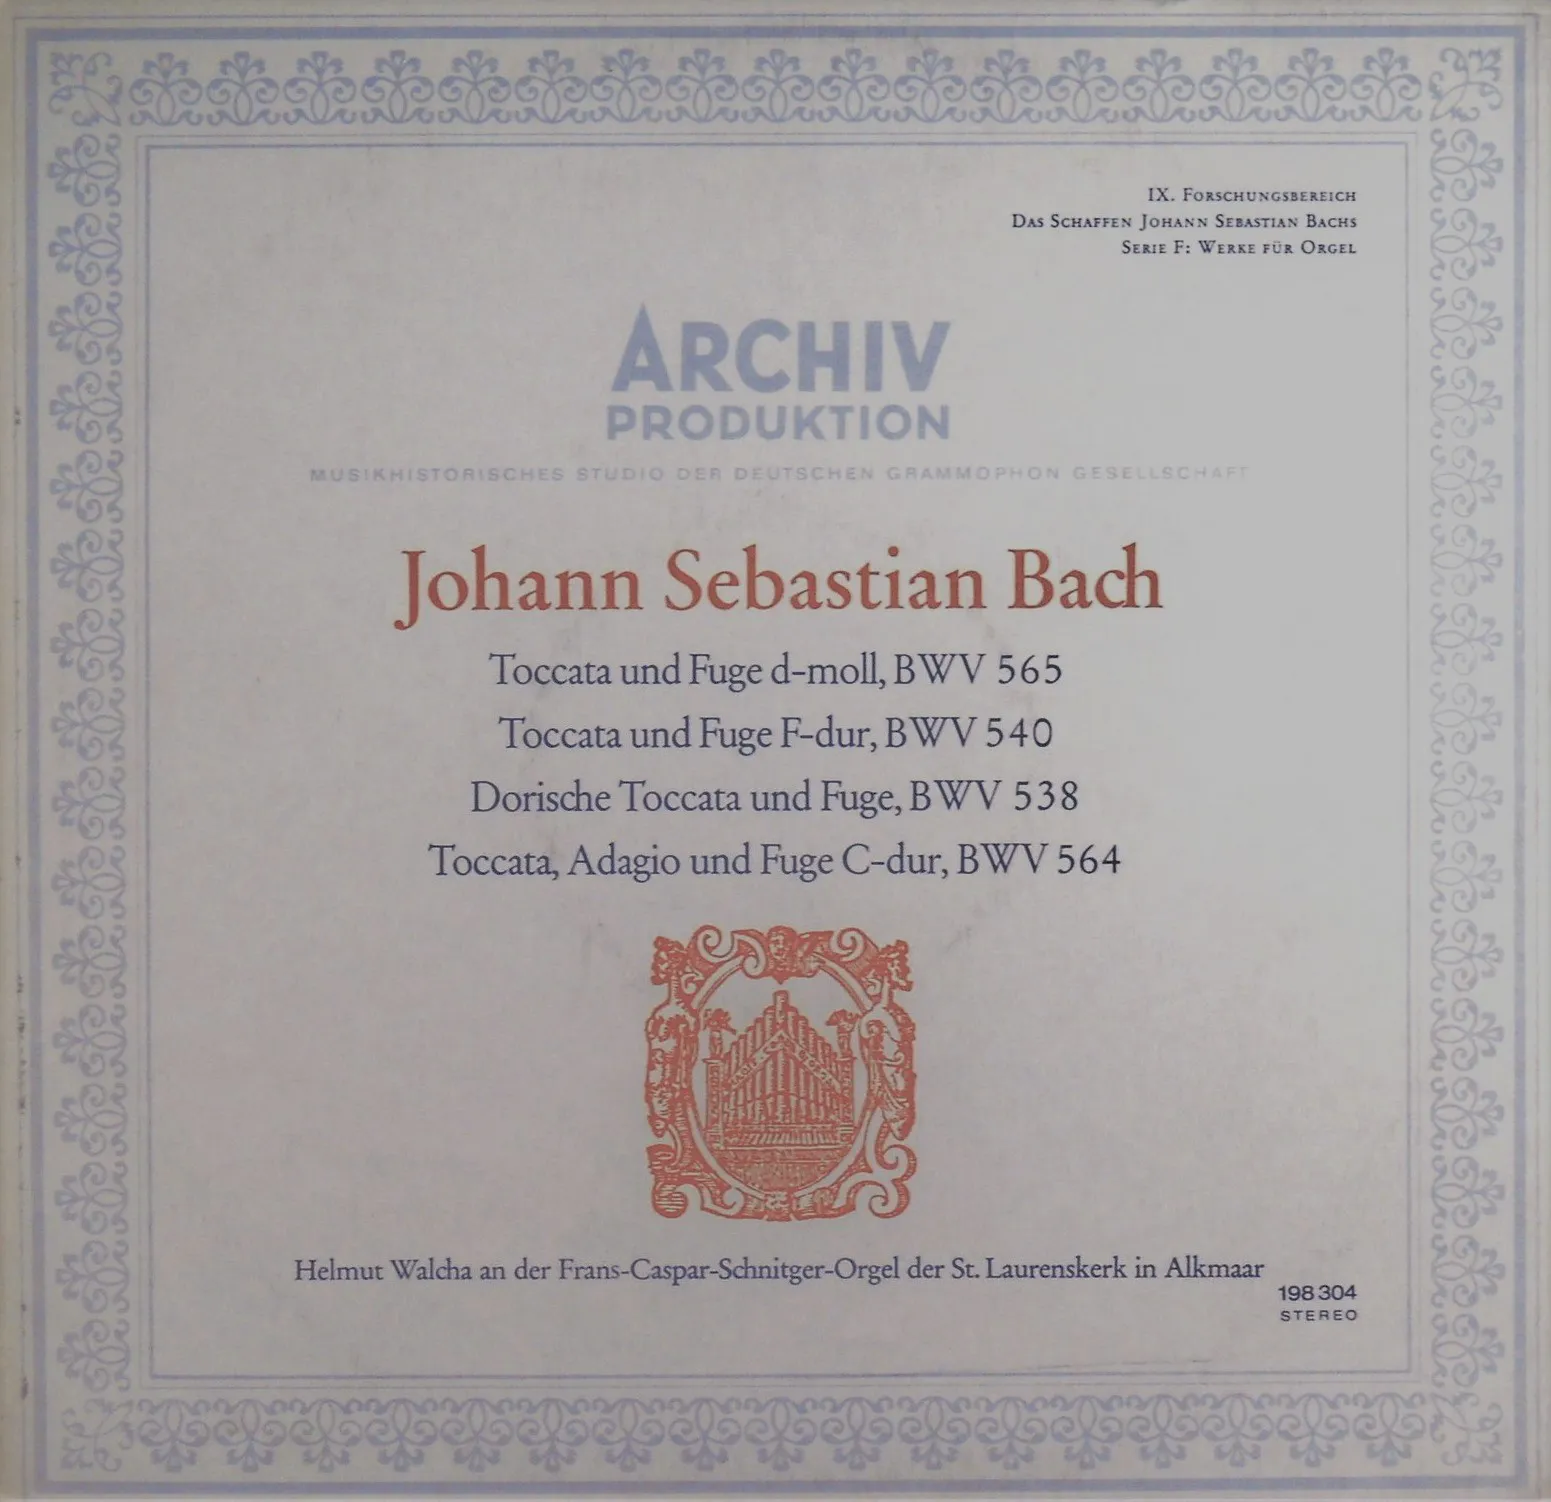 IX. Forschungsbereich
Das Schaffen Johann Sebastian Bachs
Serie F: Werke für Orgel
ARCHIV
PRODUKTION
MUSIKHISTORISCHES STUDIO DER DEUTSCHEN GRAMMOPHON GESELLSCHAFT
Johann Sebastian Bach
Toccata und Fuge d-moll, BWV 565
Toccata und Fuge F-dur, BWV 540
Dorische Toccata und Fuge, BWV 538
Toccata, Adagio und Fuge C-dur, BWV 564
Helmut Walcha an der Frans-Caspar-Schnitger-Orgel der St. Laurenskerk in Alkmaar
198 304
STEREO